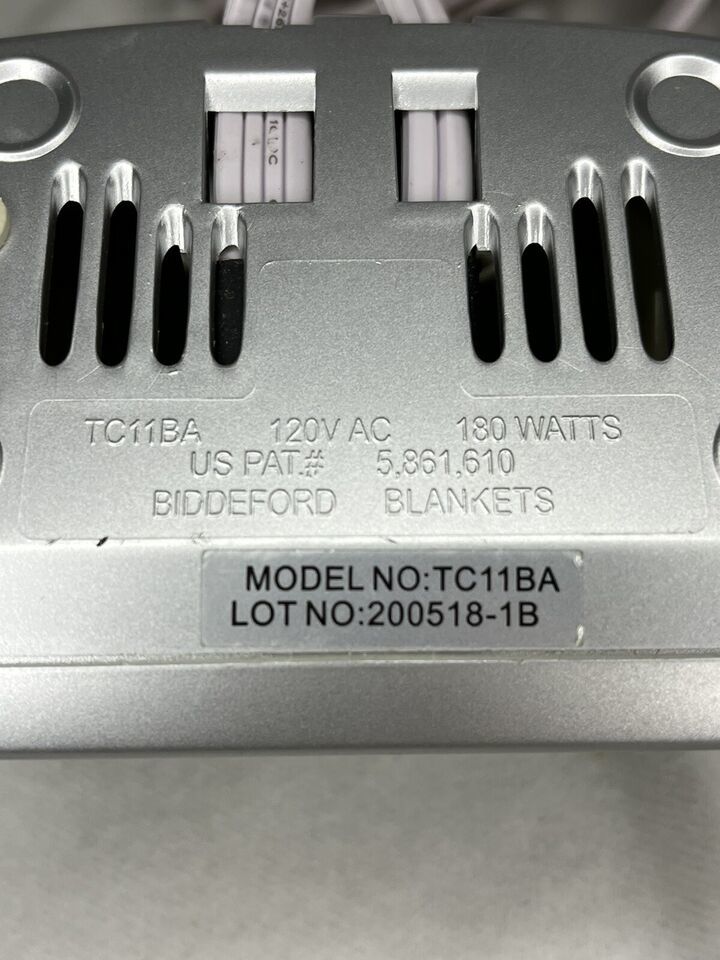 TC11BA 120V AC 180 WATTS
US PAT.# 5,861,610
BIDDEFORD BLANKETS
MODEL NO:TC11BA
LOT NO:200518-1B